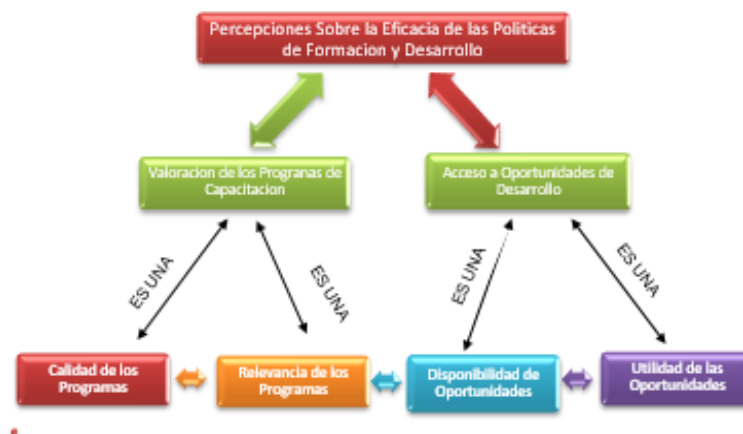 Percepciones Sobre la Eficacia de las Politicas
de Formacion y Desarrollo
Valoracion de los Progranas de
Capacitacion
Acceso a Oportunidades de
Desarrollo
ES UNA
ES UNA
ES UNA
ES UNA
Calidad de los
Programas
Relevancia de los
Programas
Disponibilidad de
Oportunidades
Utilidad de las
Oportunidades